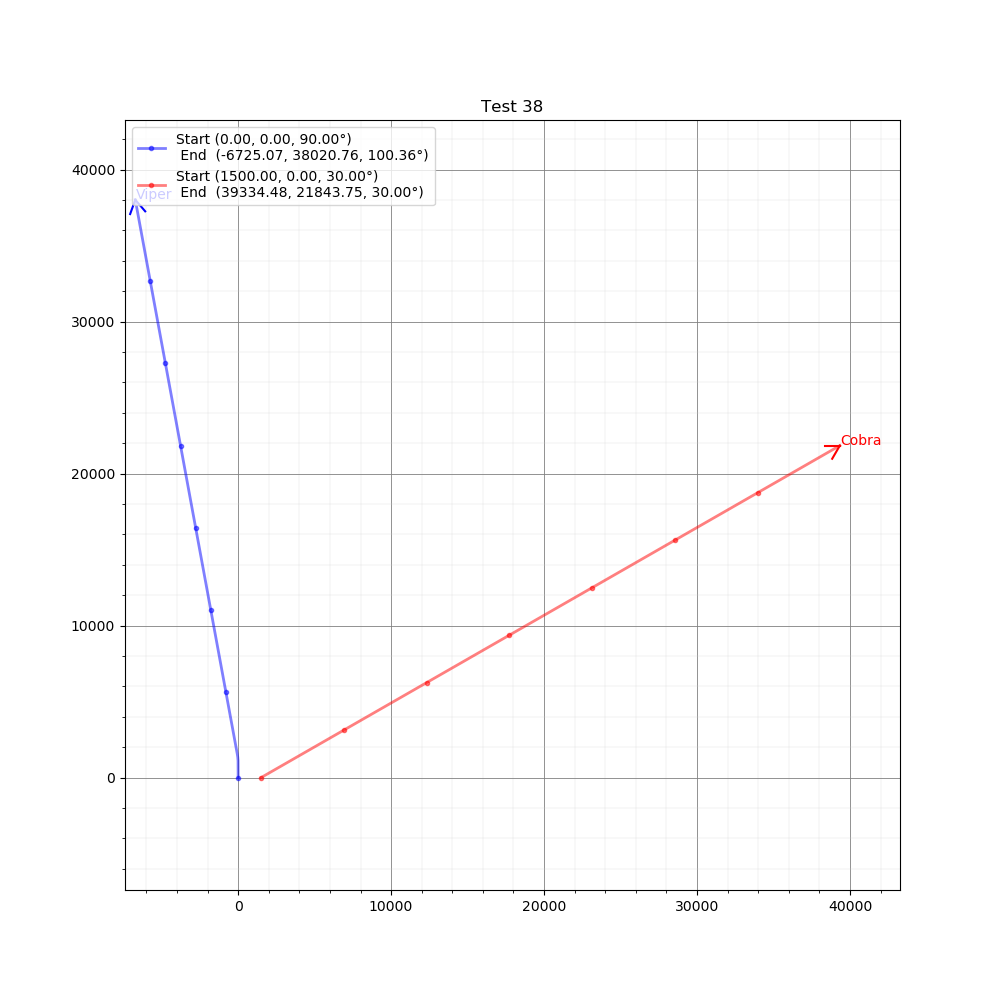 Test 38
Start (0.00, 0.00, 90.00°)
End  (-6725.07, 38020.76, 100.36°)
Start (1500.00, 0.00, 30.00°)
End  (39334.48, 21843.75, 30.00°)
Viper
Cobra
40000
30000
20000
10000
0
0
10000
20000
30000
40000